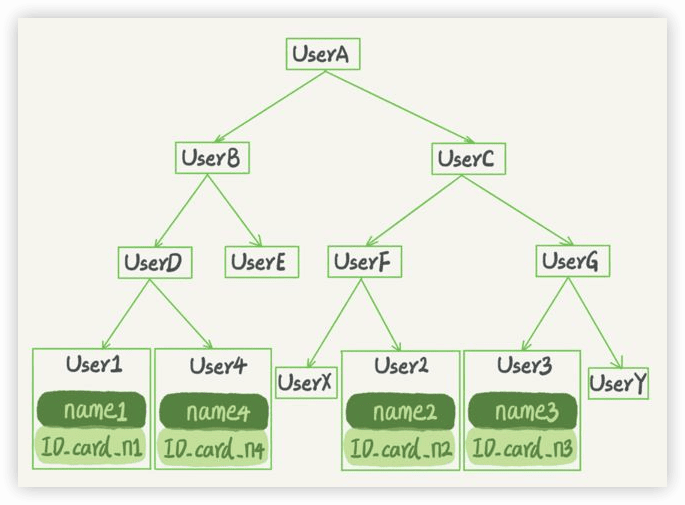 UserA
UserB
UserC
UserD
UserE
UserF
UserG
User1
User4
UserX
User2
User3
UserY
name1
name4
name2
name3
ID_card_n1
ID_card_n4
ID_card_n2
ID_card_n3